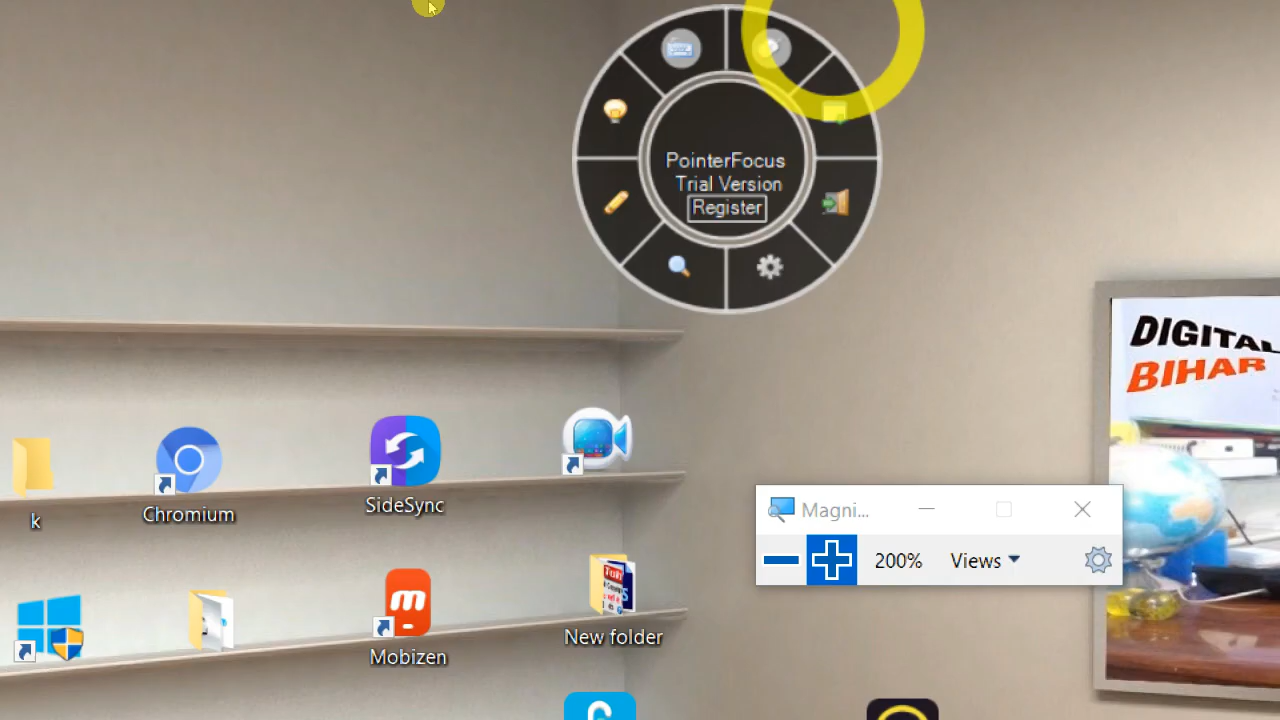 PointerFocus
Trial Version
Register
DIGITAL
BIHAR
k
Chromium
SideSync
Magni...
200%
Views
Mobizen
New folder